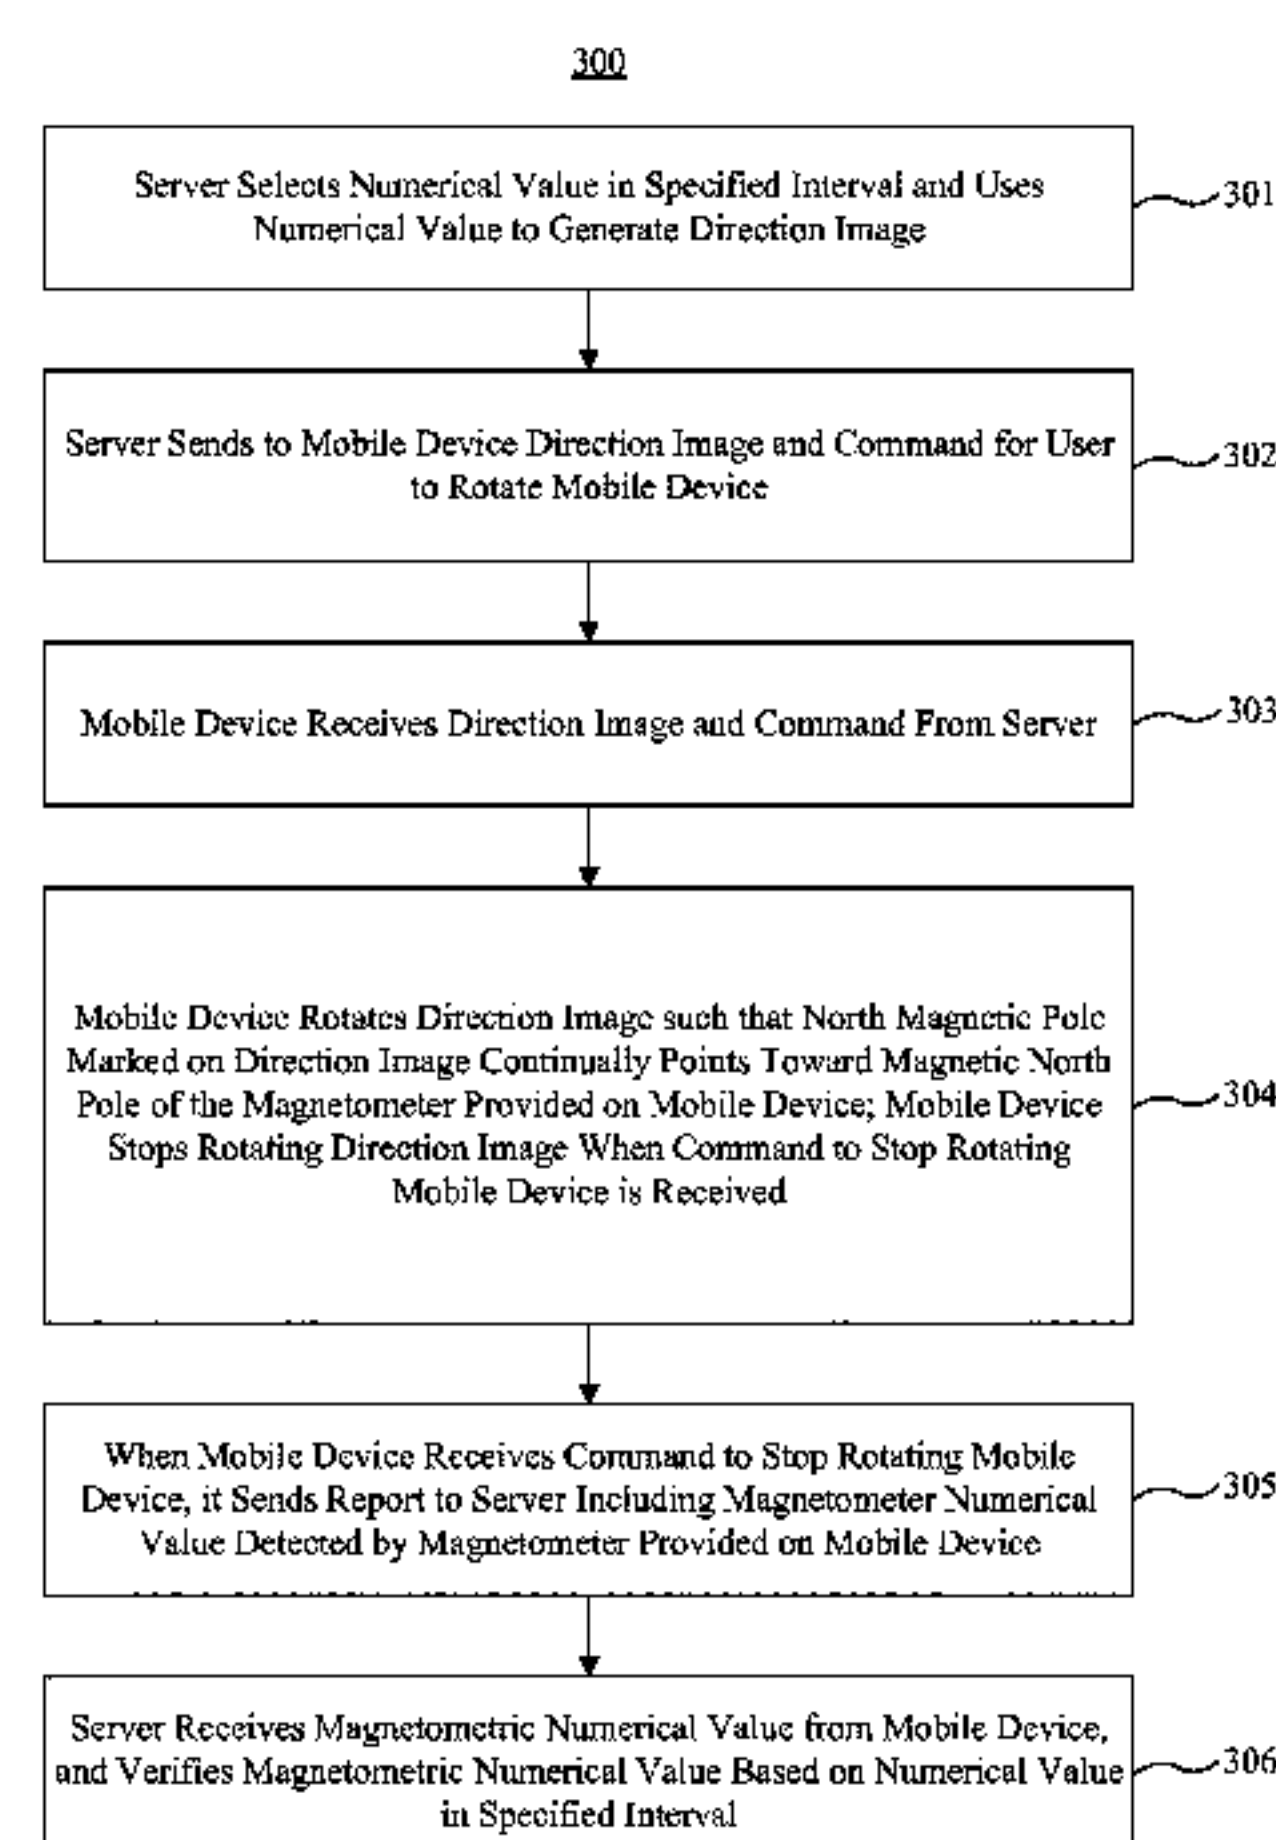 300
Server Selects Numerical Value in Specified Interval and Uses
Numerical Value to Generate Direction Image
301
Server Sends to Mobile Device Direction Image and Command for User
to Rotate Mobile Device
302
Mobile Device Receives Direction Image and Command From Server
303
Mobile Device Rotates Direction Image such that North Magnetic Pole
Marked on Direction Image Continually Points Toward Magnetic North
Pole of the Magnetometer Provided on Mobile Device; Mobile Device
Stops Rotating Direction Image When Command to Stop Rotating
Mobile Device is Received
304
When Mobile Device Receives Command to Stop Rotating Mobile
Device, it Sends Report to Server Including Magnetometer Numerical
Value Detected by Magnetometer Provided on Mobile Device
305
Server Receives Magnetometric Numerical Value from Mobile Device,
and Verifies Magnetometric Numerical Value Based on Numerical Value
in Specified Interval
306